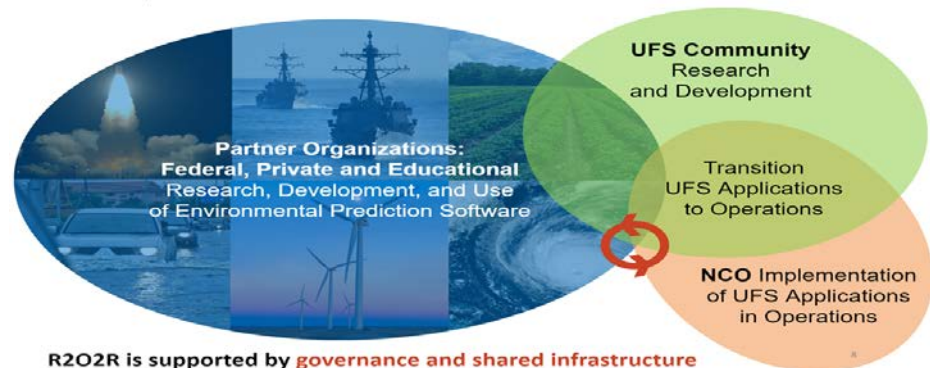 Partner Organizations:
Federal, Private and Educational
Research, Development, and Use
of Environmental Prediction Software
UFS Community
Research
and Development
Transition
UFS Applications
to Operations
NCO Implementation
of UFS Applications
in Operations
R2O2R is supported by governance and shared infrastructure
8